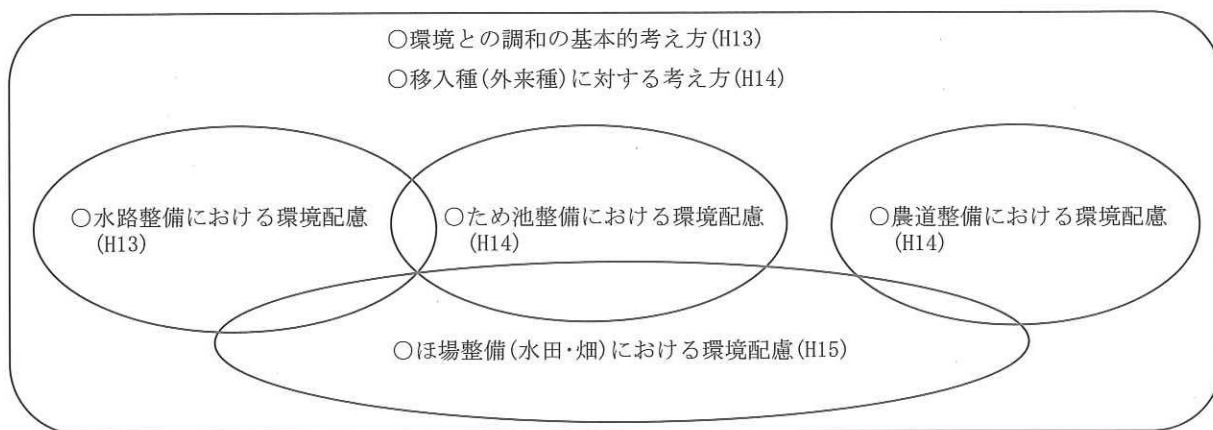 ○環境との調和の基本的考え方(H13)
○移入種(外来種)に対する考え方(H14)
○水路整備における環境配慮
(H13)
○ため池整備における環境配慮
(H14)
○農道整備における環境配慮
(H14)
○ほ場整備(水田・畑)における環境配慮(H15)